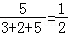 5/(3+2+5) = 1/2